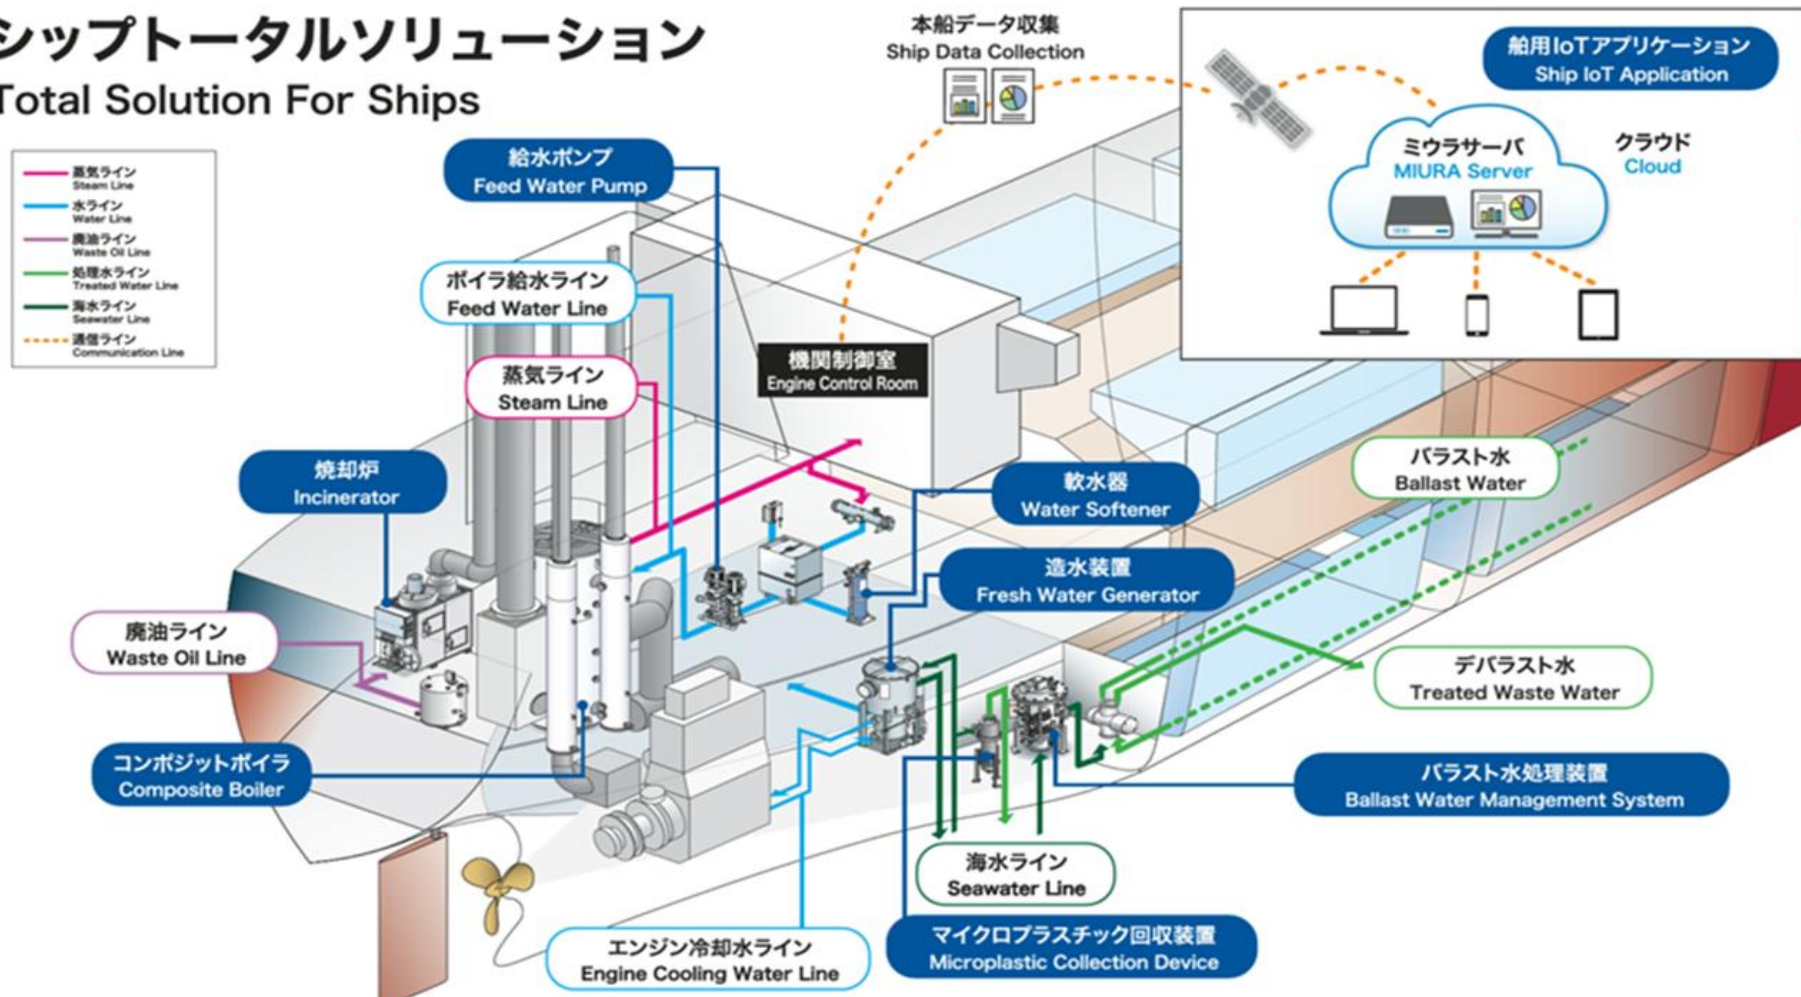 シップトータルソリューション
Total Solution For Ships
蒸気ライン
Steam Line
水ライン
Water Line
廃油ライン
Waste Oil Line
処理水ライン
Treated Water Line
海水ライン
Seawater Line
通信ライン
Communication Line
本船データ収集
Ship Data Collection
舶用IoTアプリケーション
Ship IoT Application
ミウラサーバ
MIURA Server
クラウド
Cloud
給水ポンプ
Feed Water Pump
ボイラ給水ライン
Feed Water Line
蒸気ライン
Steam Line
機関制御室
Engine Control Room
焼却炉
Incinerator
軟水器
Water Softener
バラスト水
Ballast Water
造水装置
Fresh Water Generator
廃油ライン
Waste Oil Line
デバラスト水
Treated Waste Water
コンポジットボイラ
Composite Boiler
バラスト水処理装置
Ballast Water Management System
海水ライン
Seawater Line
エンジン冷却水ライン
Engine Cooling Water Line
マイクロプラスチック回収装置
Microplastic Collection Device